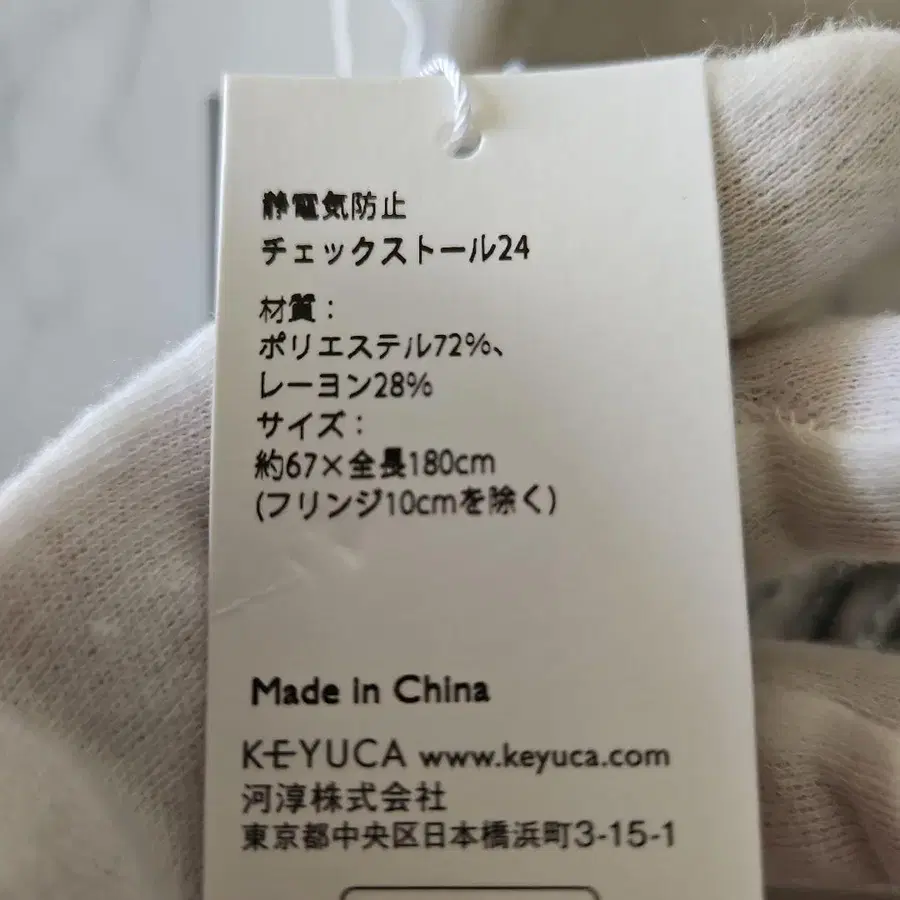 静電気防止
チェックストール24
材質：
ポリエステル72%、
レーヨン28%
サイズ：
約67×全長180cm
(フリンジ10cmを除く)
Made in China
KEYUCA www.keyuca.com
河淳株式会社
東京都中央区日本橋浜町3-15-1